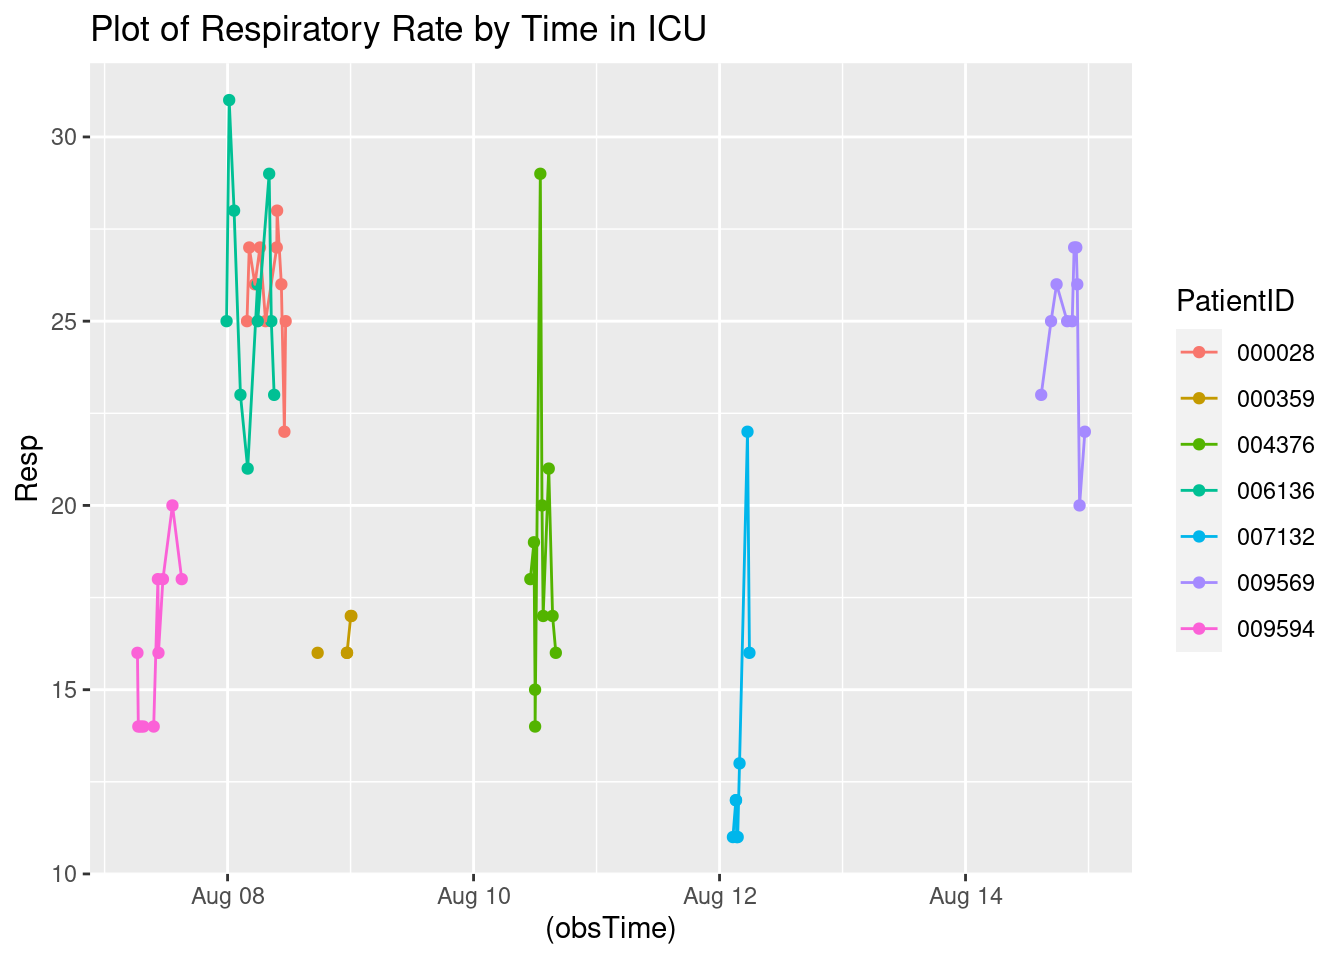 Plot of Respiratory Rate by Time in ICU
30
25
20
15
10
Resp
Aug 08
Aug 10
Aug 12
Aug 14
(obsTime)
PatientID
000028
000359
004376
006136
007132
009569
009594